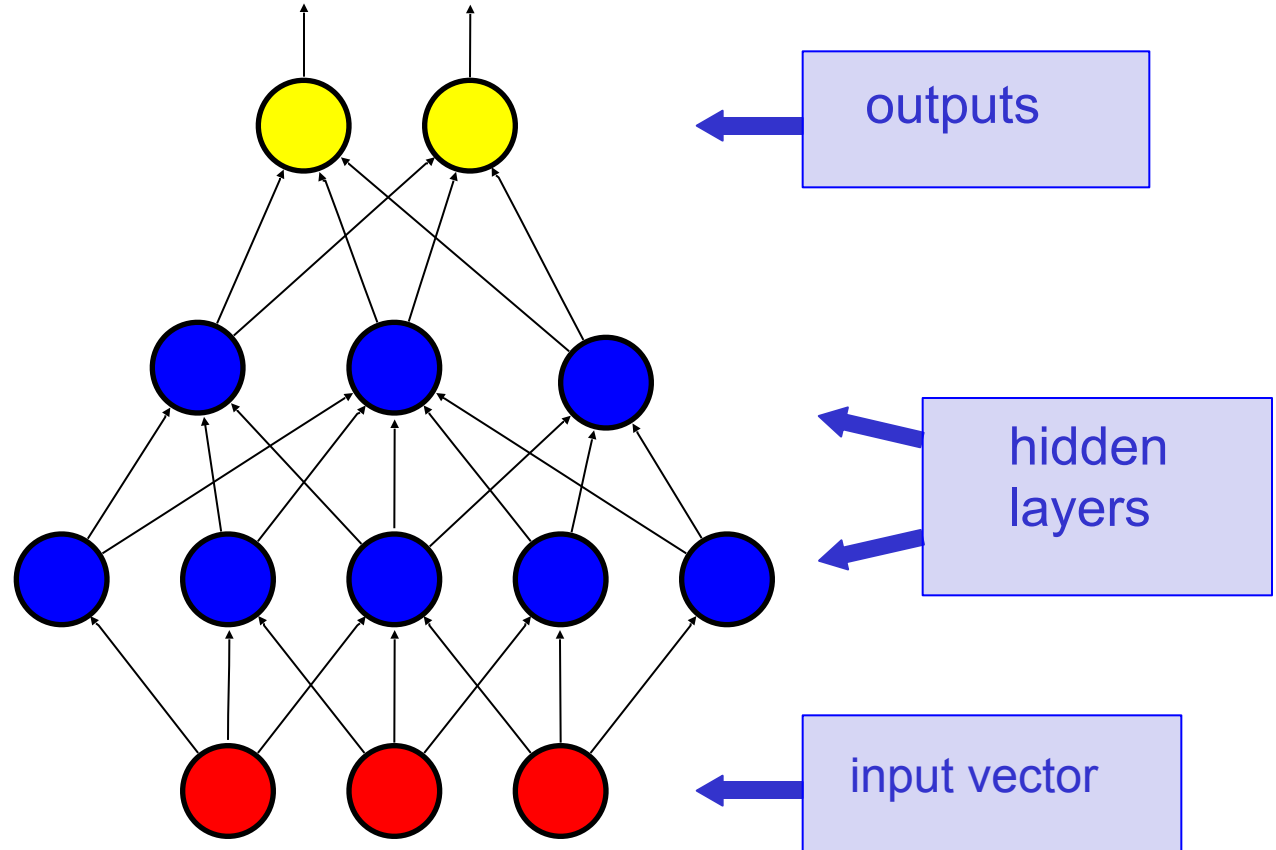 outputs
hidden
layers
input vector